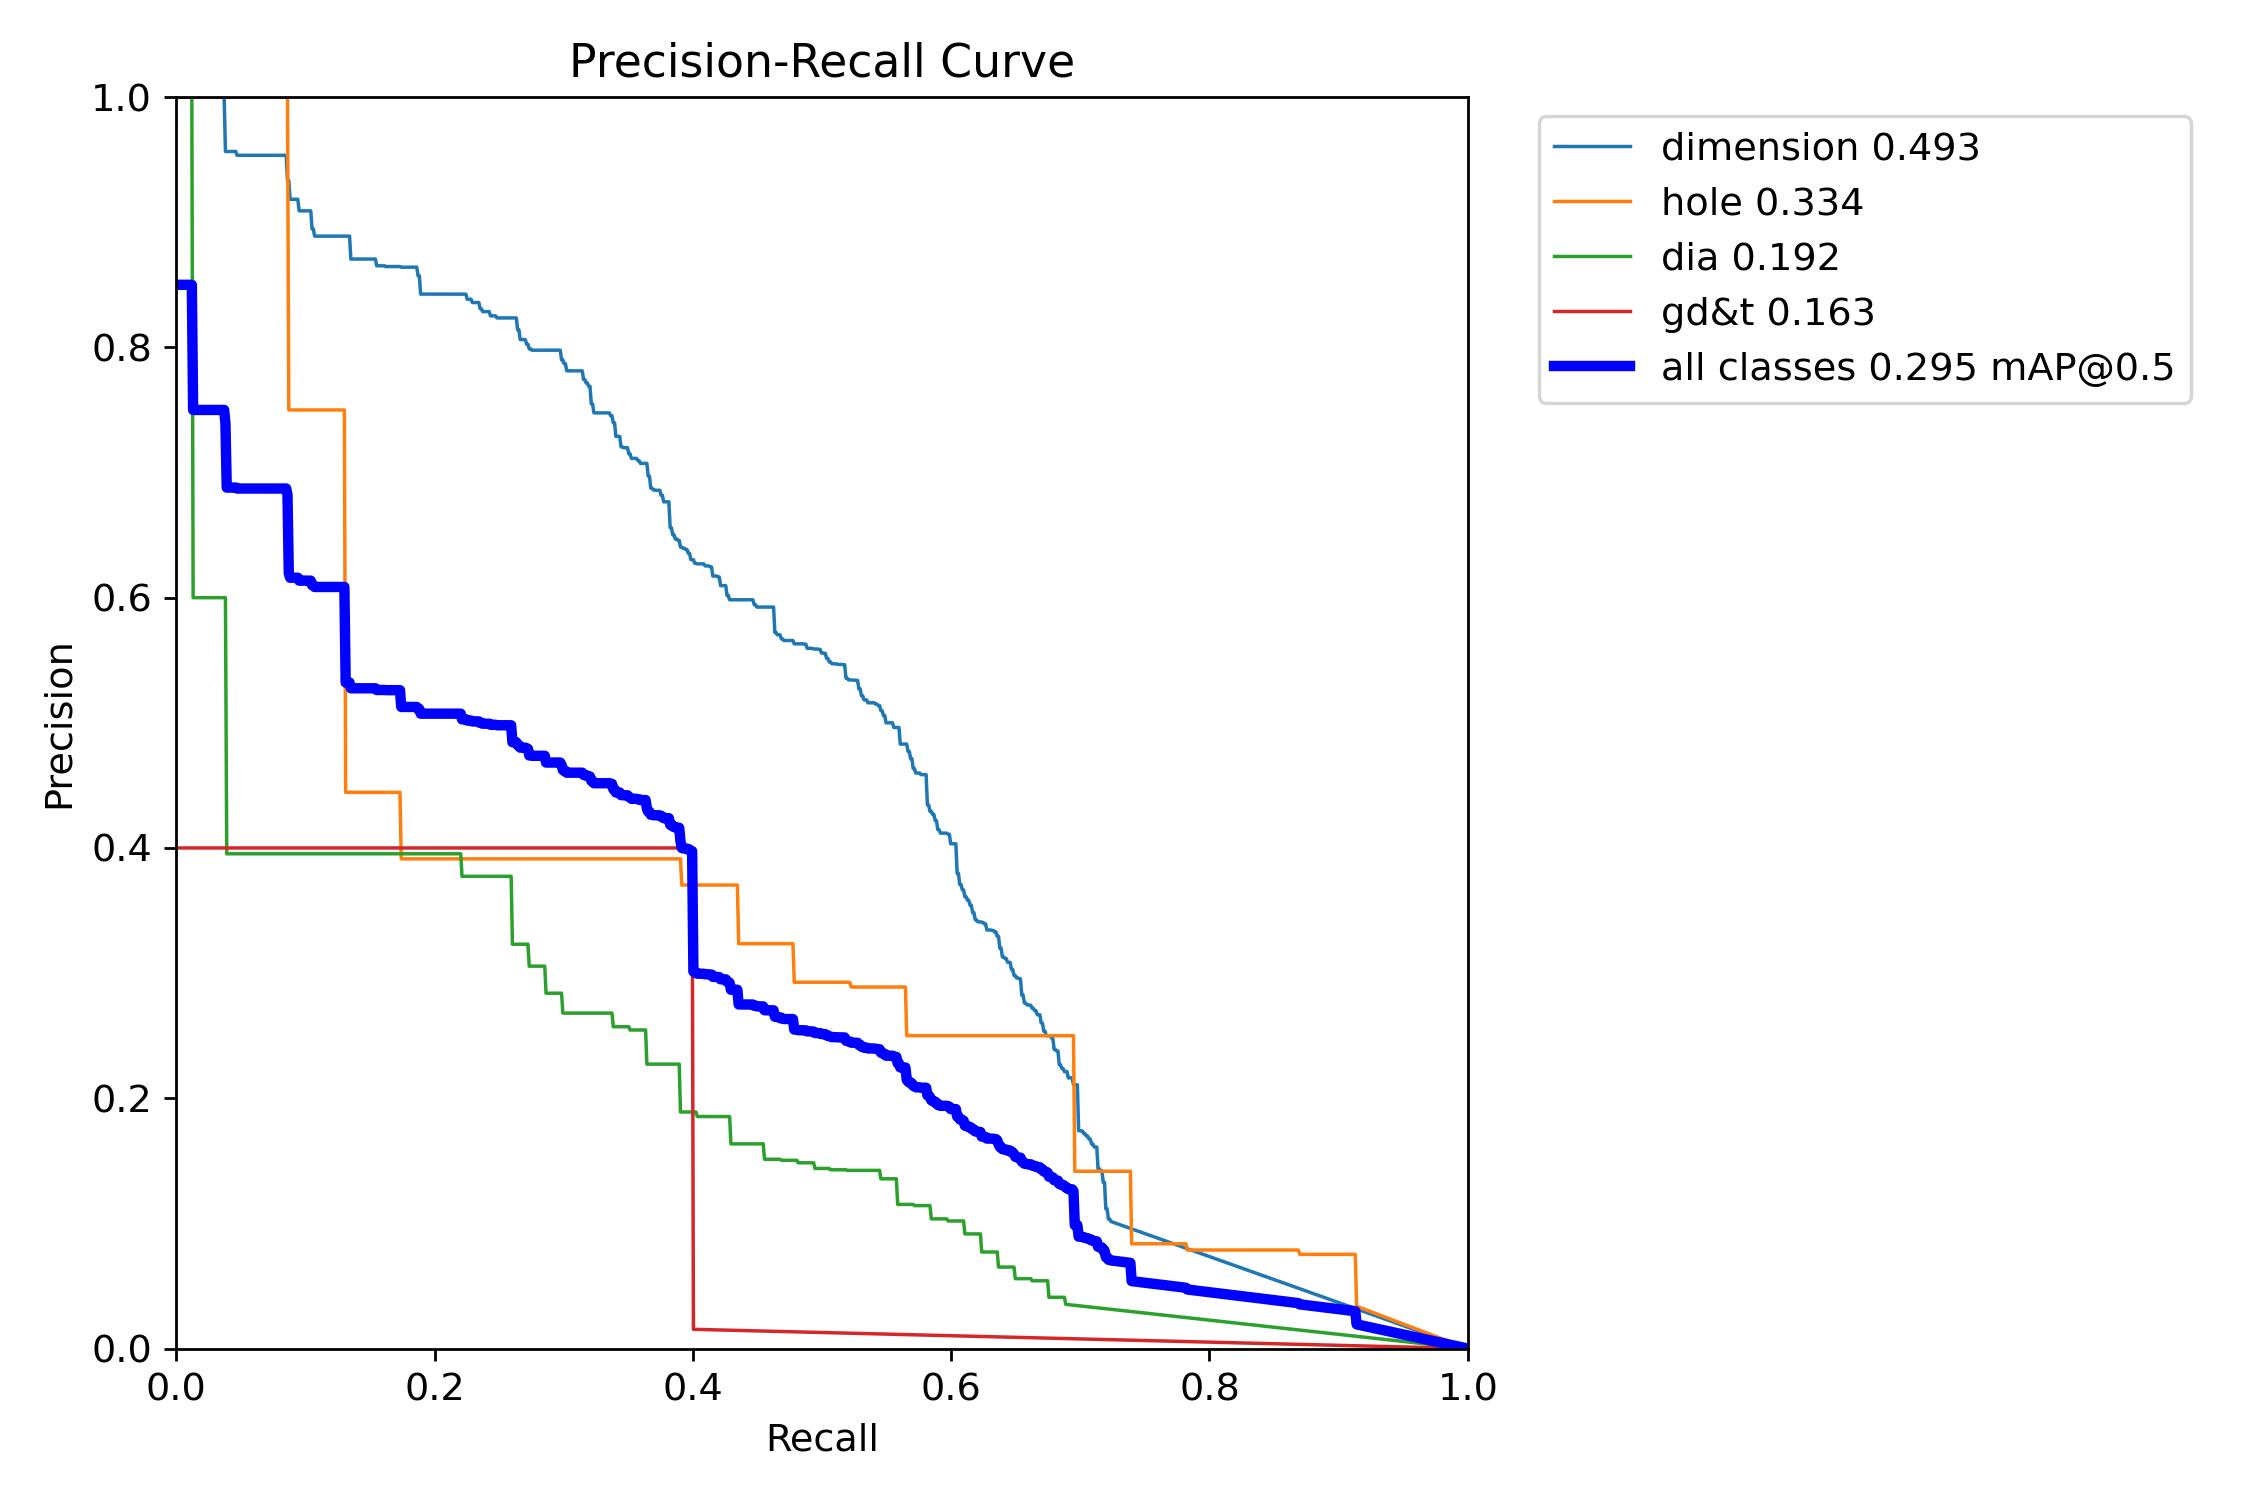 Precision-Recall Curve
1.0
0.8
0.6
0.4
0.2
0.0
Precision
0.0 0.2 0.4 0.6 0.8 1.0
Recall
dimension 0.493
hole 0.334
dia 0.192
gd&t 0.163
all classes 0.295 mAP@0.5